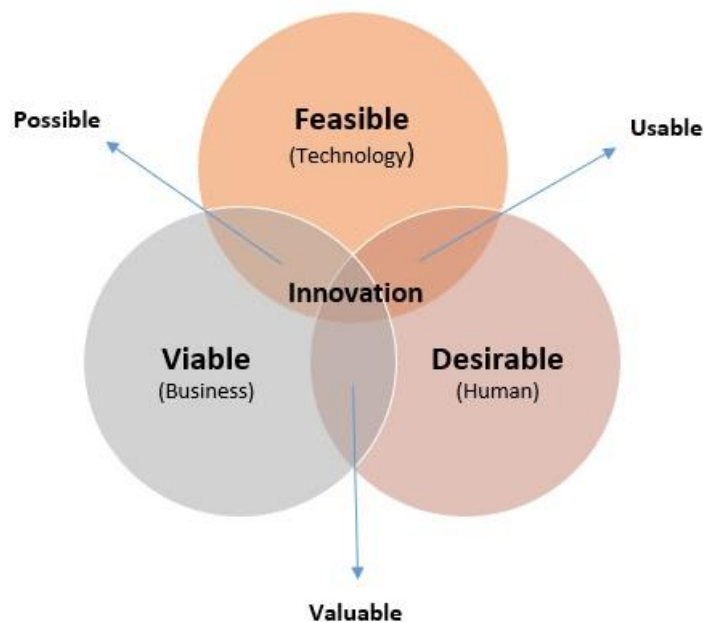 Feasible
(Technology)
Possible
Usable
Innovation
Viable
(Business)
Desirable
(Human)
Valuable